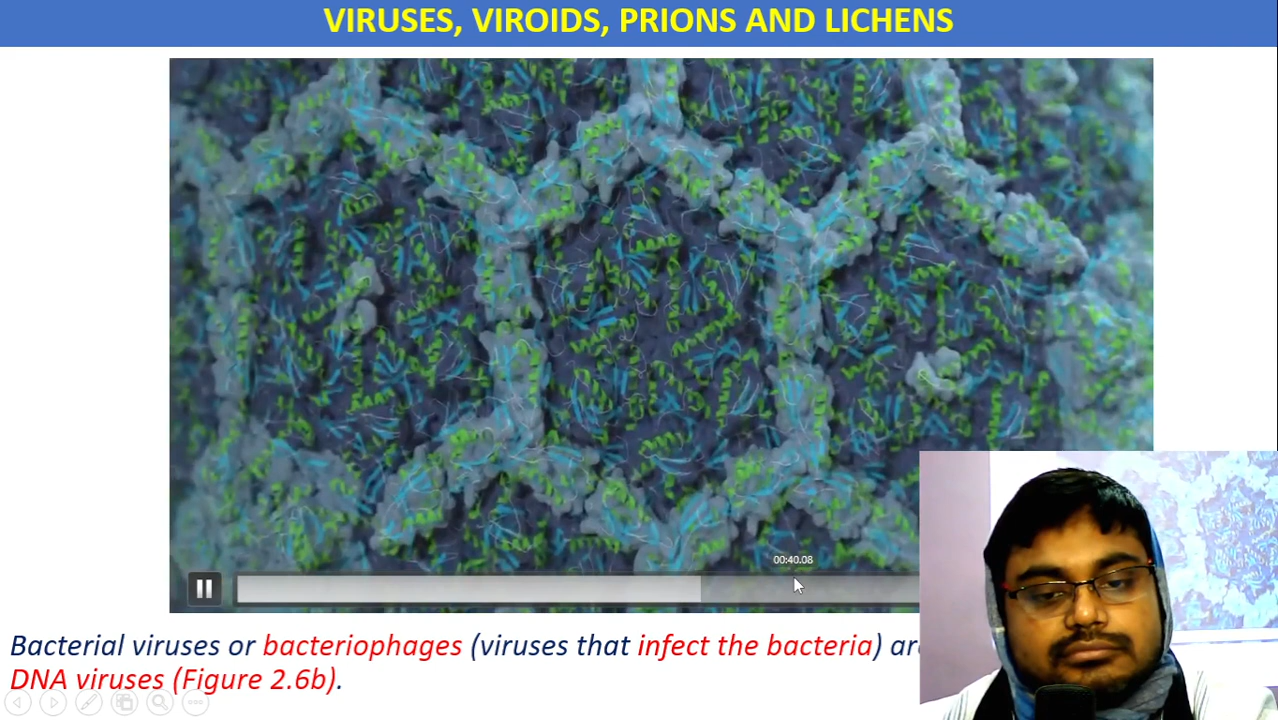 VIRUSES, VIROIDS, PRIONS AND LICHENS
00:40.08
Bacterial viruses or bacteriophages (viruses that infect the bacteria) are
DNA viruses (Figure 2.6b).